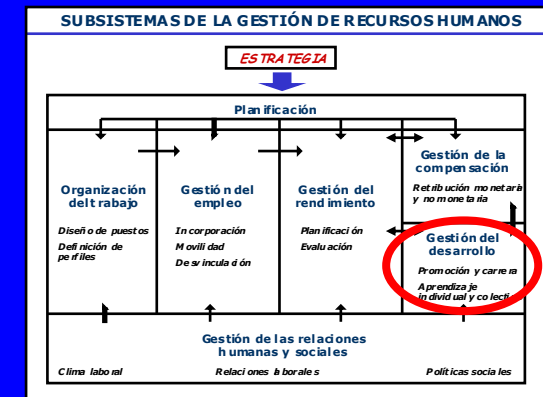 SUBSISTEMAS DE LA GESTIÓN DE RECURSOS HUMANOS
ESTRATEGIA
Planificación
Organización
del trabajo
Diseño de puestos
Definición de
perfiles
Gestión del
empleo
Incorporación
Movilidad
Desvinculación
Gestión del
rendimiento
Planificación
Evaluación
Gestión de la
compensación
Retribución monetaria
y no monetaria
Gestión del
desarrollo
Promoción y carrera
Aprendizaje
individual y colecti
Gestión de las relaciones
humanas y sociales
Clima laboral
Relaciones laborales
Políticas sociales